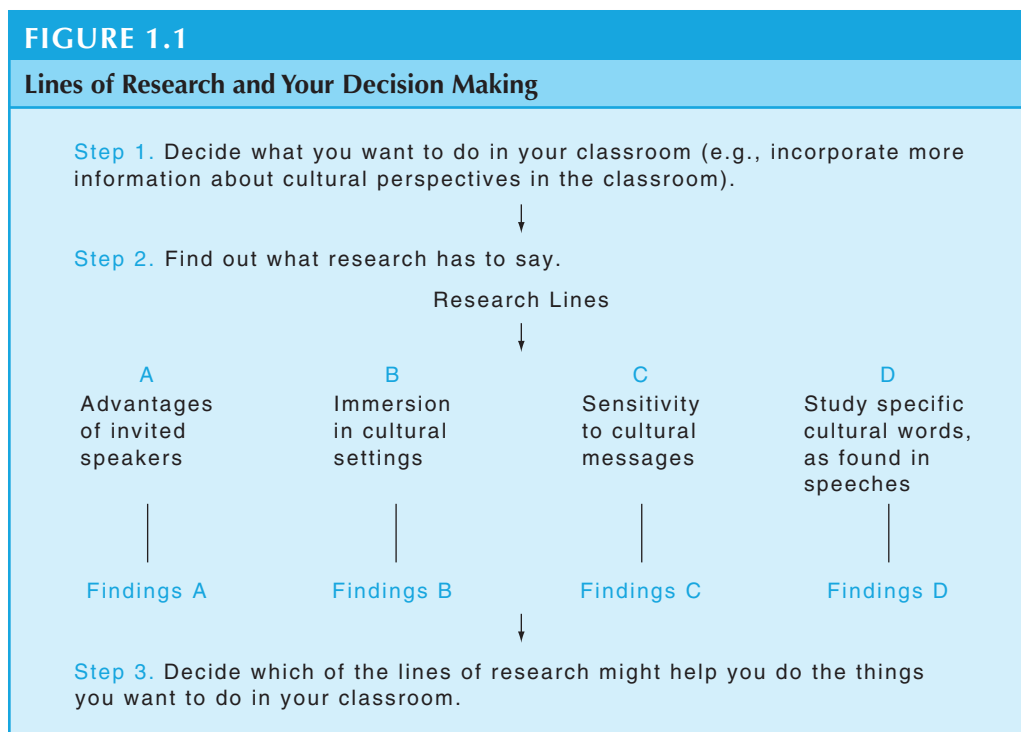 FIGURE 1.1
Lines of Research and Your Decision Making
Step 1. Decide what you want to do in your classroom (e.g., incorporate more
information about cultural perspectives in the classroom).
Step 2. Find out what research has to say.
Research Lines
A
Advantages
of invited
speakers
Findings A
B
Immersion
in cultural
settings
Findings B
C
Sensitivity
to cultural
messages
Findings C
D
Study specific
cultural words,
as found in
speeches
Findings D
Step 3. Decide which of the lines of research might help you do the things
you want to do in your classroom.